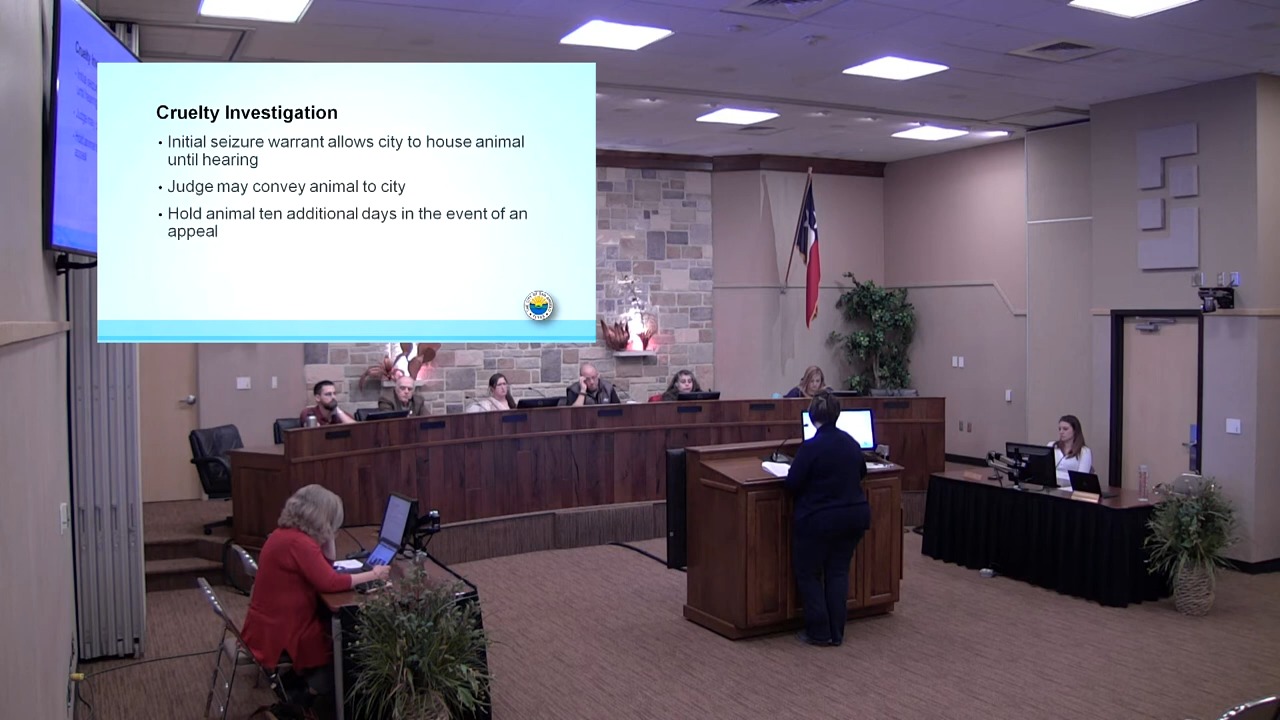 Cruelty Investigation
• Initial seizure warrant allows city to house animal
until hearing
• Judge may convey animal to city
• Hold animal ten additional days in the event of an
appeal